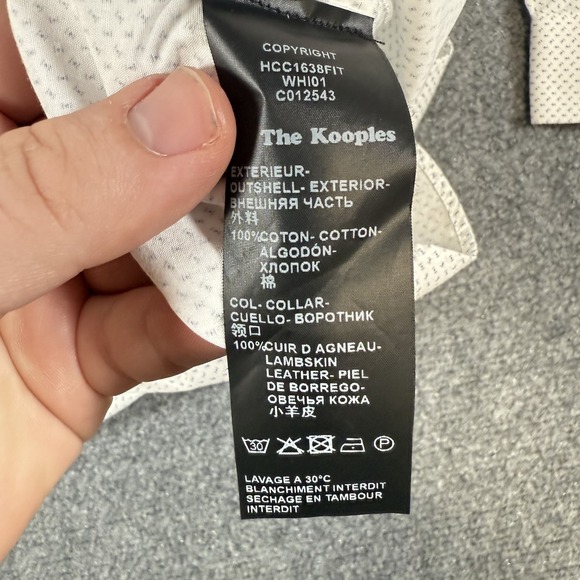 COPYRIGHT
HCC1638FIT
WHI01
C012543
The Kooples
EXTERIEUR-
OUTSHELL- EXTERIOR-
ВНЕШНЯЯ ЧАСТЬ
外料
100%COTON- COTTON-
ALGODÓN-
ХЛОПОК
棉
COL- COLLAR-
CUELLO- ВОРОТНИК
领口
100%CUIR D AGNEAU-
LAMBSKIN
LEATHER- PIEL
DE BORREGO-
ОВЕЧЬЯ КОЖА
小羊皮
30 P
LAVAGE A 30°C
BLANCHIMENT INTERDIT
SECHAGE EN TAMBOUR
INTERDIT